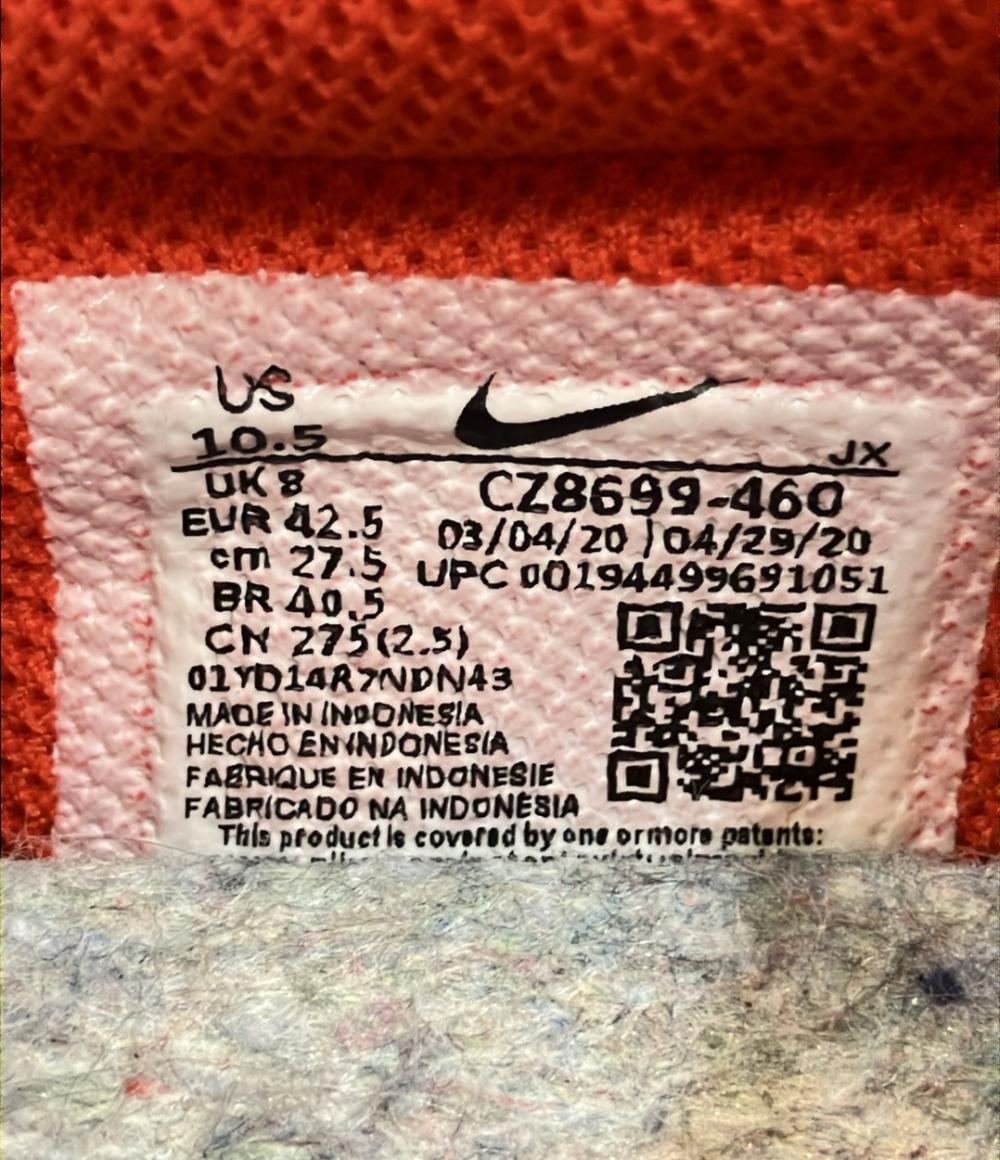 US
10.5
JX
UK 8
CZ8699-460
EUR 42.5
03/04/20 | 04/29/20
cm 27.5
UPC 00194499691051
BR 40.5
CN 275(2.5)
01YD14R7NDN43
MADE IN INDONESIA
HECHO EN INDONESIA
FABRIQUE EN INDONESIE
FABRICADO NA INDONESIA
This product is covered by one or more patents: